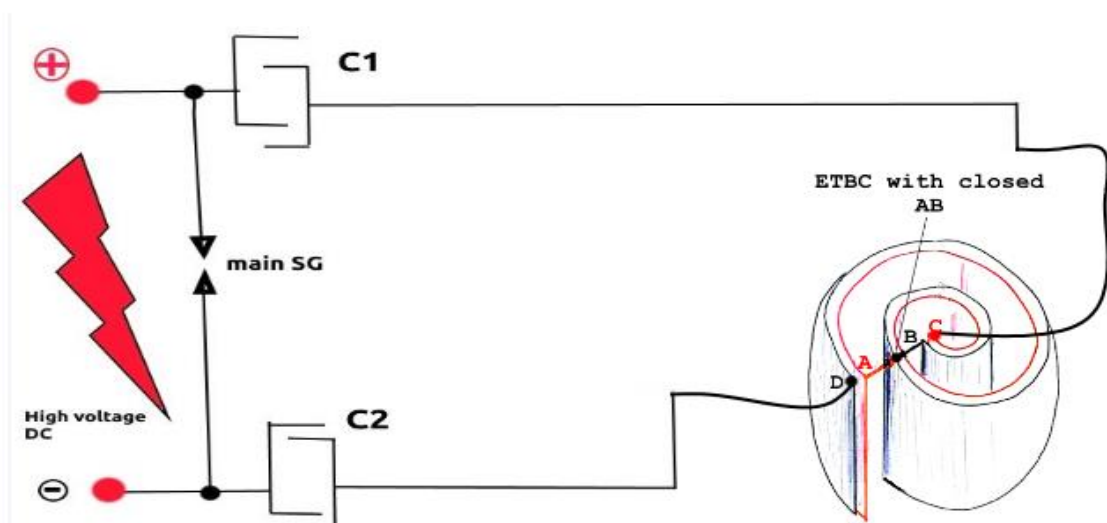 +
C1
ETBC with closed
AB
main SG
C
B
A
D
High voltage
DC
C2
-